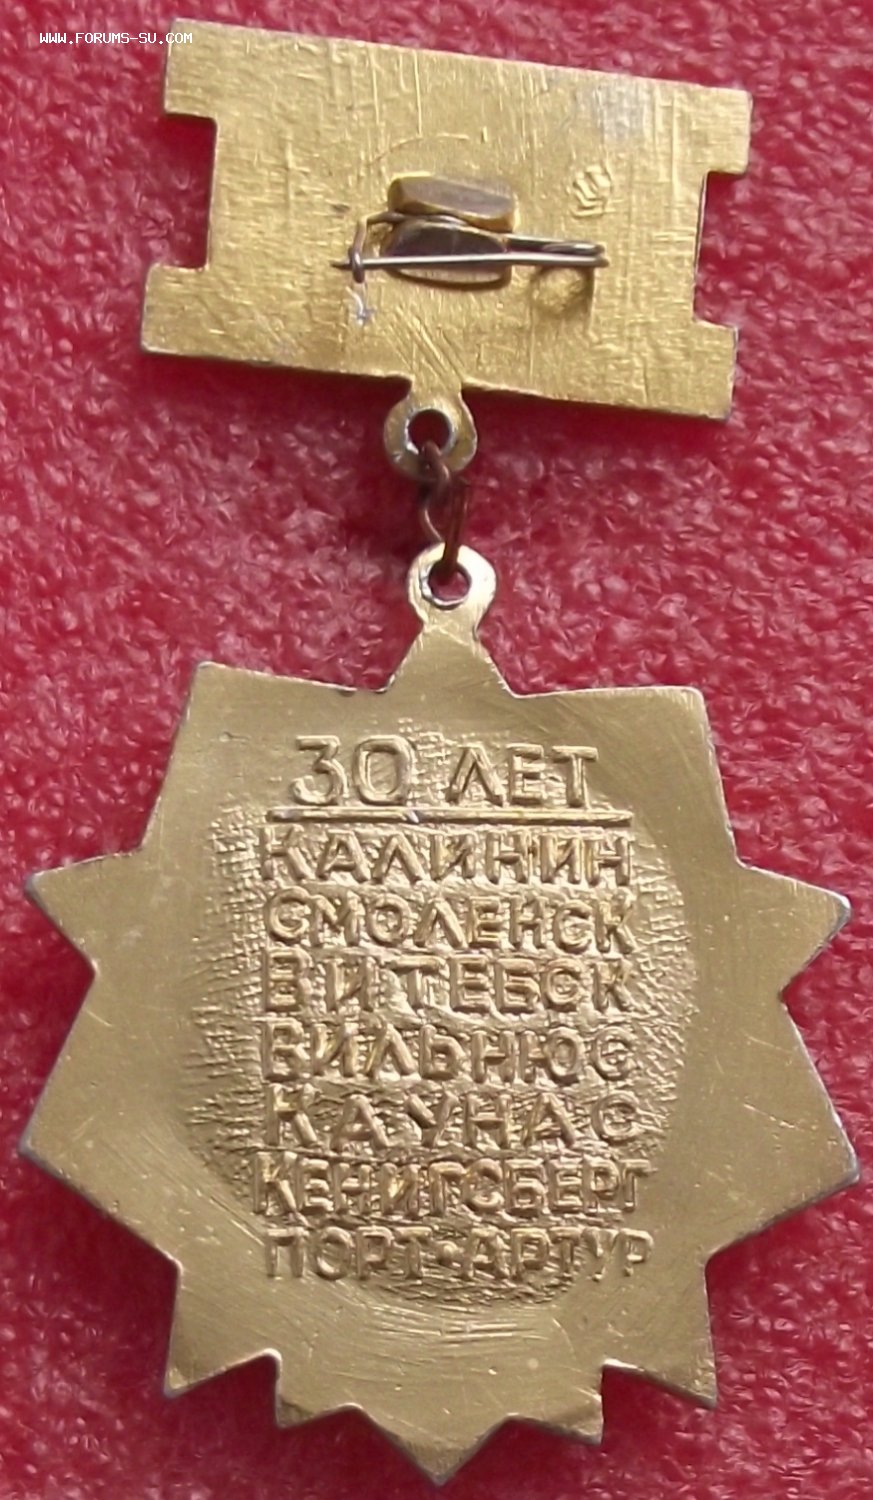 www.FORUMS-SU.COM
30 ЛЕТ
КАЛИНИН
СМОЛЕНСК
ВИТЕБСК
ВИЛЬНЮС
КАУНАС
КЕНИГСБЕРГ
ПОРТ-АРТУР